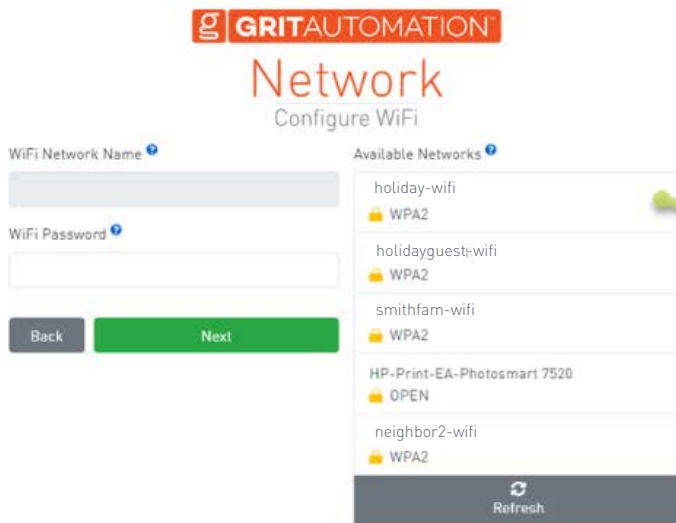 g GRITAUTOMATION
Network
Configure WiFi
WiFi Network Name ?
WiFi Password ?
Back
Next
Available Networks ?
holiday-wifi
WPA2
holidayguest-wifi
WPA2
smithfam-wifi
WPA2
HP-Print-EA-Photosmart 7520
OPEN
neighbor2-wifi
WPA2
Refresh